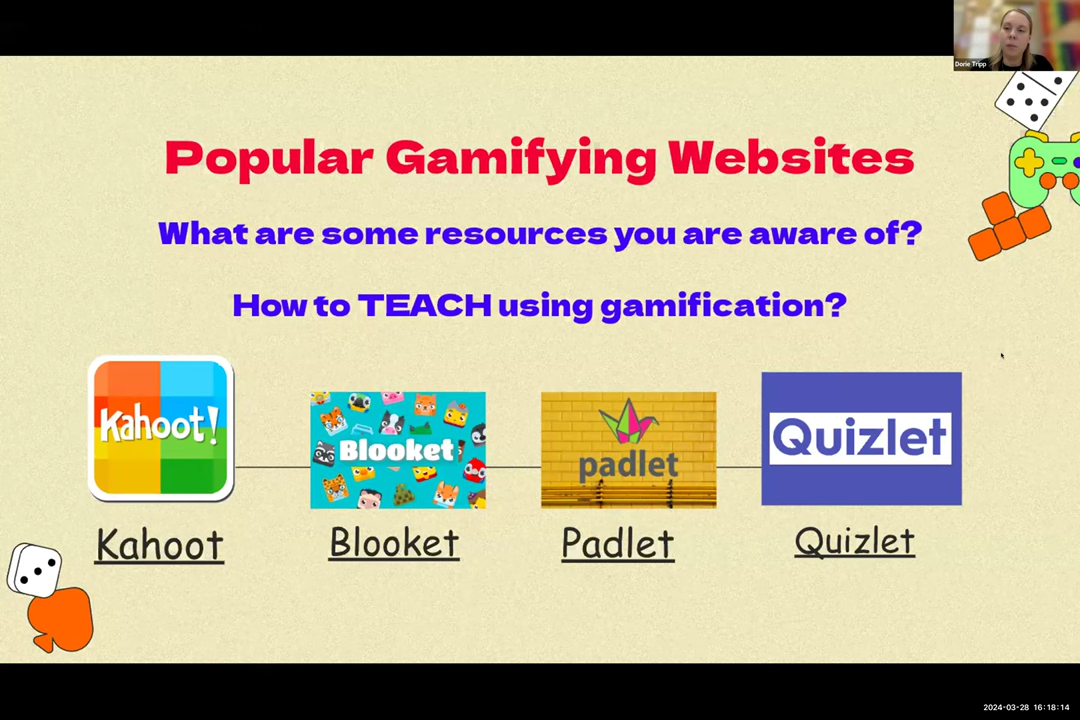 Dorie Tripp
Popular Gamifying Websites
What are some resources you are aware of?
How to TEACH using gamification?
Kahoot!
Blooket
padlet
Quizlet
Kahoot
Blooket
Padlet
Quizlet
2024-03-28 16:18:14